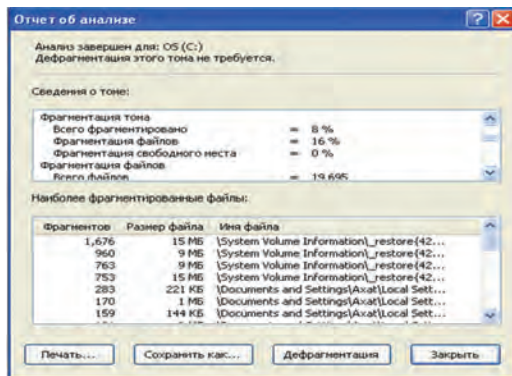 Отчет об анализе
Анализ завершен для: OS (C:)
Дефрагментация этого тома не требуется.
Сведения о томе:
Фрагментация тома
Всего фрагментировано = 8 %
Фрагментация файлов = 16 %
Фрагментация свободного места = 0 %
Фрагментация файлов
Всего файлов = 19,695
Наиболее фрагментированные файлы:
Фрагментов Размер файла Имя файла
1,676 15 МБ \System Volume Information\_restore{42...
960 9 МБ \System Volume Information\_restore{42...
763 9 МБ \System Volume Information\_restore{42...
753 15 МБ \System Volume Information\_restore{42...
283 221 КБ \Documents and Settings\Axat\Local Sett...
170 1 МБ \Documents and Settings\Axat\Local Sett...
159 144 КБ \Documents and Settings\Axat\Local Sett...
Печать... Сохранить как... Дефрагментация Закрыть